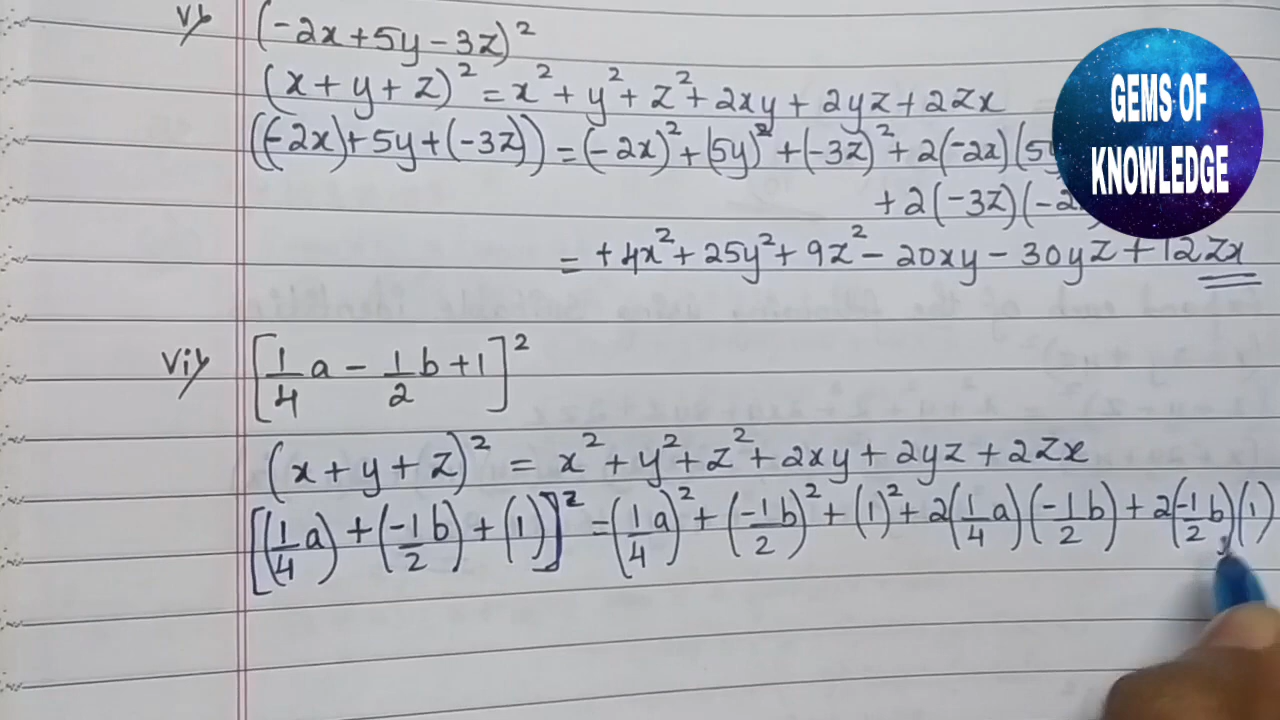 v) (-2x+5y-3z)²
(x+y+z)² = x²+y²+z²+2xy+2yz+2zx
((-2x)+5y+(-3z)) = (-2x)²+(5y)²+(-3z)²+2(-2x)(5y
+2(-3z)(-2
= +4x²+25y²+9z²-20xy-30yz+12zx
vi) [1/4 a - 1/2 b +1]²
(x+y+z)² = x²+y²+z²+2xy+2yz+2zx
[(1/4 a)+(-1/2 b)+(1)]² = (1/4 a)²+(-1/2 b)²+(1)²+2(1/4 a)(-1/2 b)+2(-1/2 b)(1)
GEMS OF
KNOWLEDGE